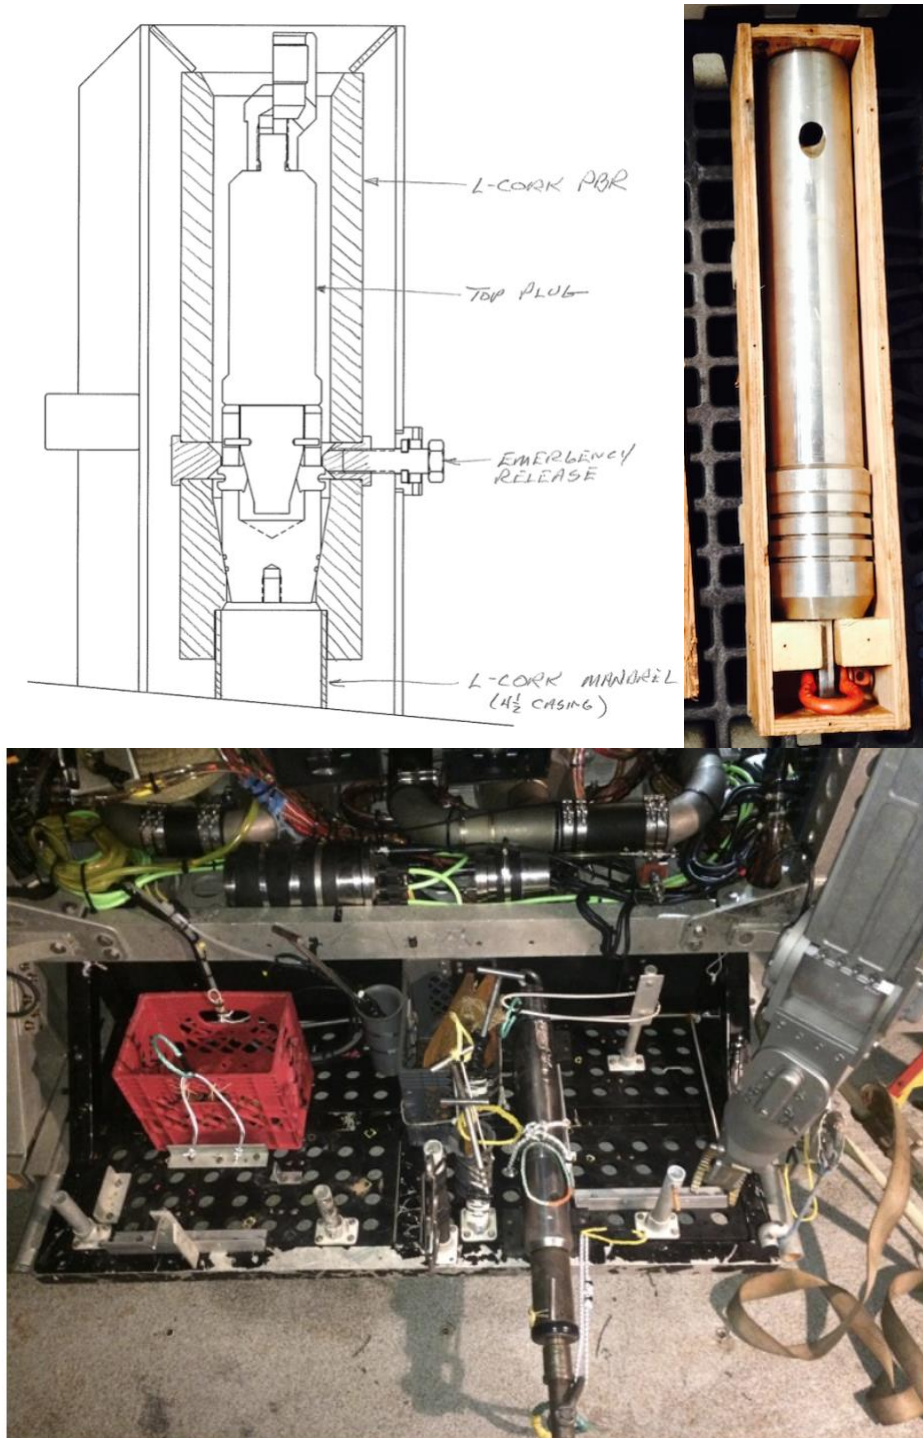 L-CORK PBR
TOP PLUG
EMERGENCY
RELEASE
L-CORK MANDREL
(4½ CASING)